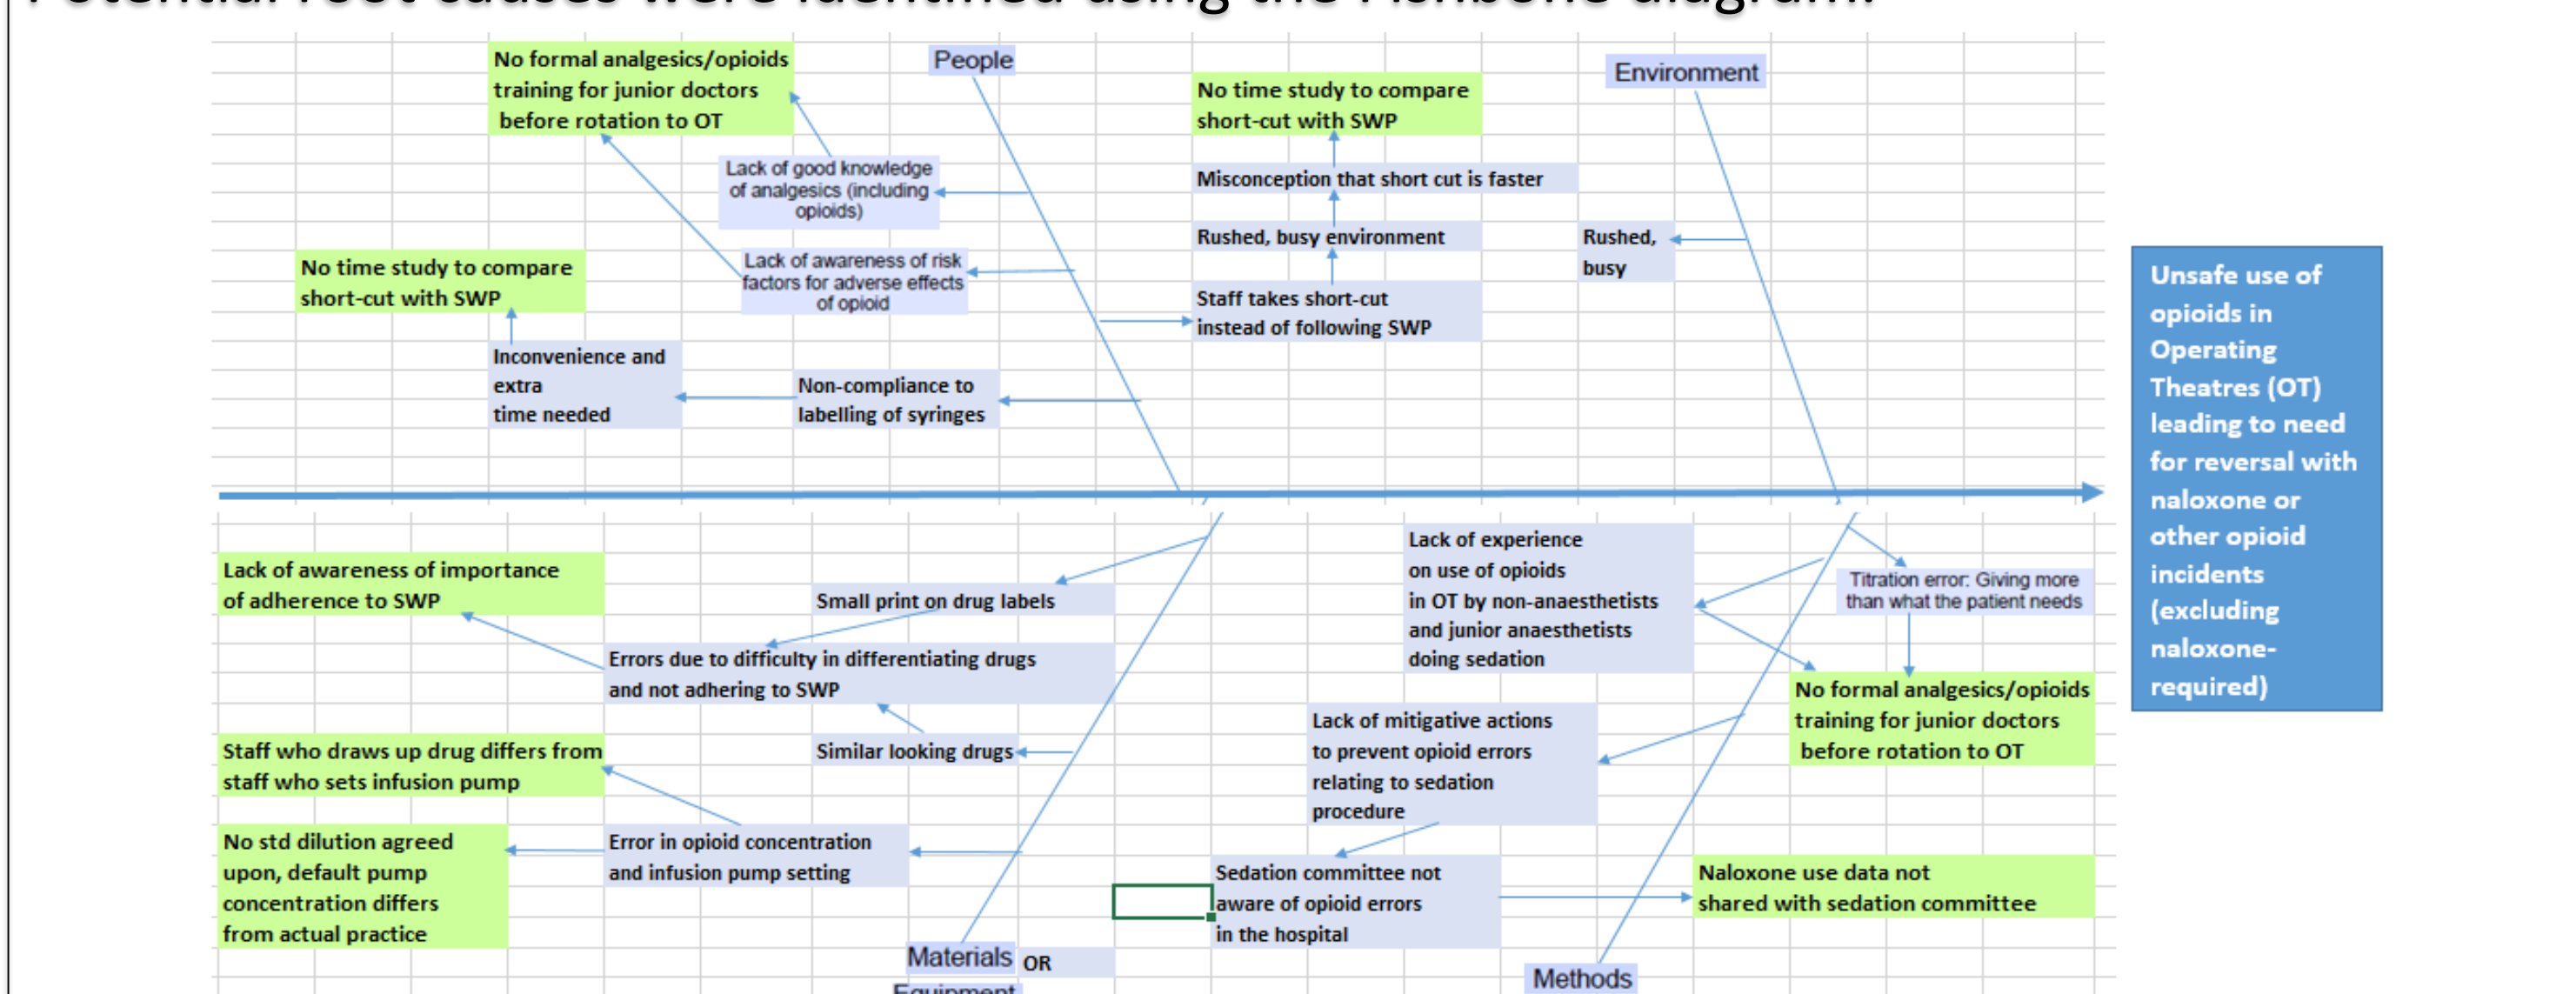 Potential root causes were identified using the Fishbone diagram.
No formal analgesics/opioids
training for junior doctors
before rotation to OT
People
Lack of good knowledge
of analgesics (including
opioids)
Lack of awareness of risk
factors for adverse effects
of opioid
No time study to compare
short-cut with SWP
Inconvenience and
extra
time needed
Non-compliance to
labelling of syringes
No time study to compare
short-cut with SWP
Misconception that short cut is faster
Rushed, busy environment
Staff takes short-cut
instead of following SWP
Environment
Rushed,
busy
Unsafe use of
opioids in
Operating
Theatres (OT)
leading to need
for reversal with
naloxone or
other opioid
incidents
(excluding
naloxone-
required)
Lack of awareness of importance
of adherence to SWP
Small print on drug labels
Errors due to difficulty in differentiating drugs
and not adhering to SWP
Staff who draws up drug differs from
staff who sets infusion pump
Similar looking drugs
No std dilution agreed
upon, default pump
concentration differs
from actual practice
Error in opioid concentration
and infusion pump setting
Materials OR
Equipment
Lack of experience
on use of opioids
in OT by non-anaesthetists
and junior anaesthetists
doing sedation
Titration error: Giving more
than what the patient needs
No formal analgesics/opioids
training for junior doctors
before rotation to OT
Lack of mitigative actions
to prevent opioid errors
relating to sedation
procedure
Sedation committee not
aware of opioid errors
in the hospital
Naloxone use data not
shared with sedation committee
Methods